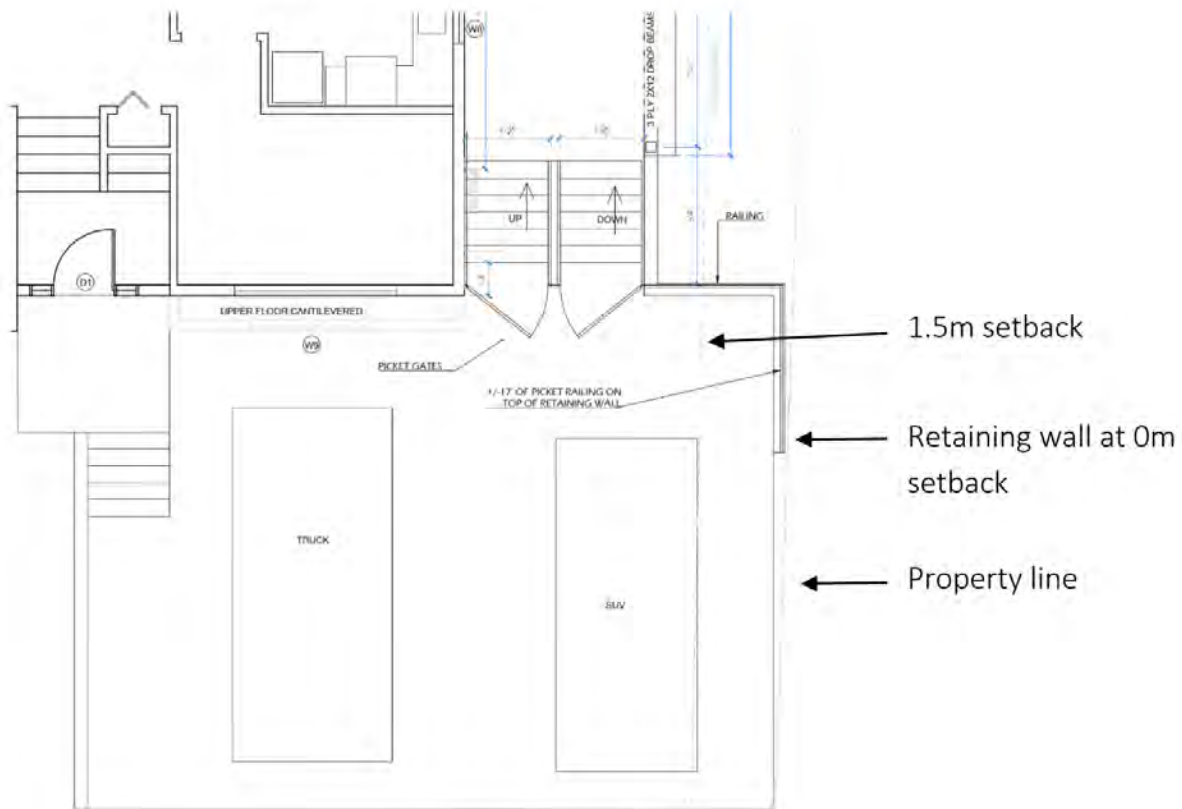 W8
3 PLY 2X12 DROP BEAMS
UP
DOWN
RAILING
D1
UPPER FLOOR CANTILEVERED
W9
PICKET GATES
+/-17' OF PICKET RAILING ON
TOP OF RETAINING WALL
1.5m setback
Retaining wall at 0m
setback
Property line
TRUCK
SUV